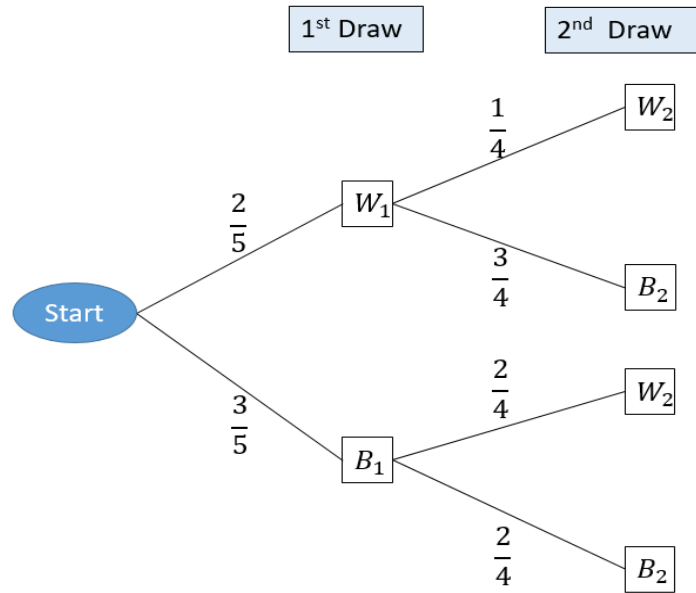 1st Draw
2nd Draw
1/4
W₂
2/5
W₁
3/4
B₂
Start
2/4
W₂
3/5
B₁
2/4
B₂